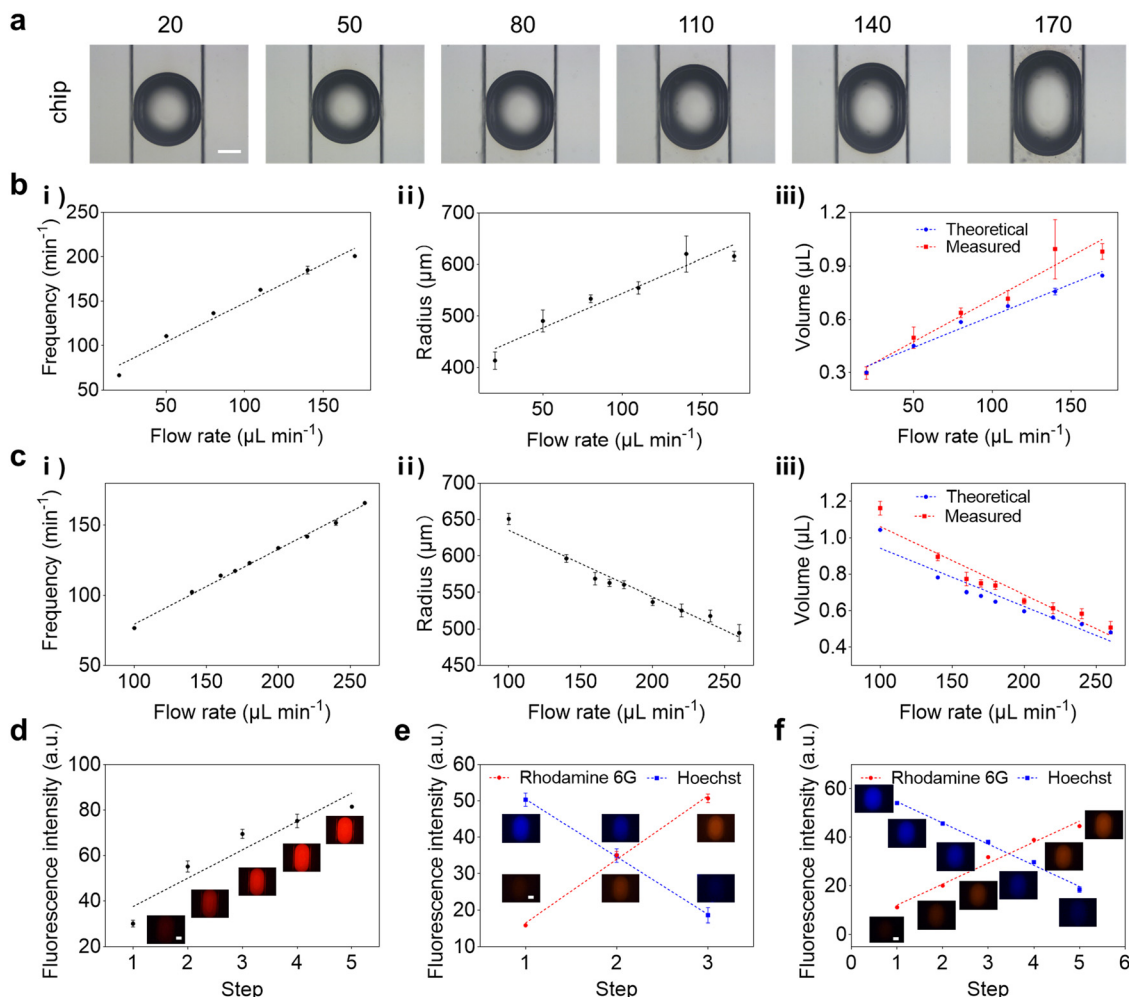 a
20 50 80 110 140 170
chip
b
i)
Frequency (min⁻¹)
250
200
150
100
50
50 100 150
Flow rate (µL min⁻¹)
ii)
Radius (µm)
700
600
500
400
50 100 150
Flow rate (µL min⁻¹)
iii)
Volume (µL)
1.2
0.9
0.6
0.3
Theoretical
Measured
50 100 150
Flow rate (µL min⁻¹)
c
i)
Frequency (min⁻¹)
150
100
50
100 150 200 250
Flow rate (µL min⁻¹)
ii)
Radius (µm)
700
650
600
550
500
450
100 150 200 250
Flow rate (µL min⁻¹)
iii)
Volume (µL)
1.2
1.0
0.8
0.6
0.4
Theoretical
Measured
100 150 200 250
Flow rate (µL min⁻¹)
d
Fluorescence intensity (a.u.)
100
80
60
40
20
1 2 3 4 5
Step
e
Fluorescence intensity (a.u.)
60
50
40
30
20
10
Rhodamine 6G Hoechst
1 2 3
Step
f
Fluorescence intensity (a.u.)
60
40
20
0
Rhodamine 6G Hoechst
0 1 2 3 4 5 6
Step